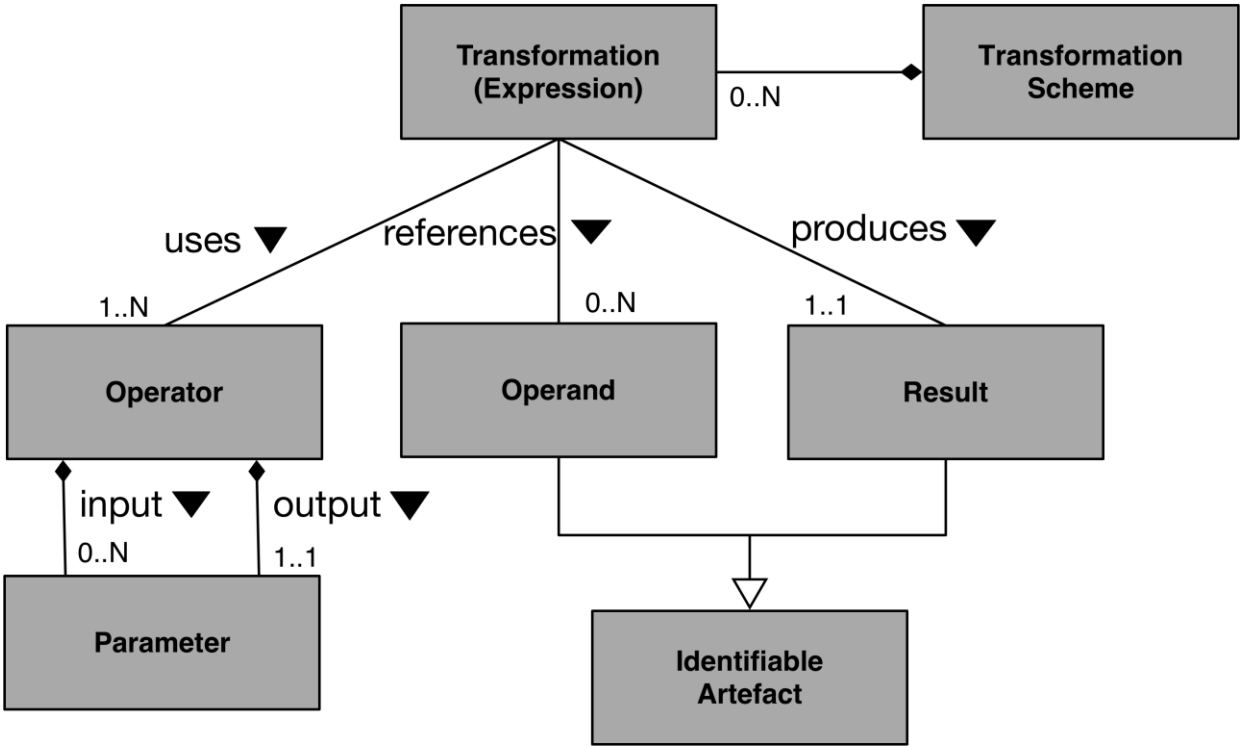 Transformation
(Expression)
Transformation
Scheme
0..N
uses
references
produces
1..N
0..N
1..1
Operator
Operand
Result
input
output
0..N
1..1
Parameter
Identifiable
Artefact